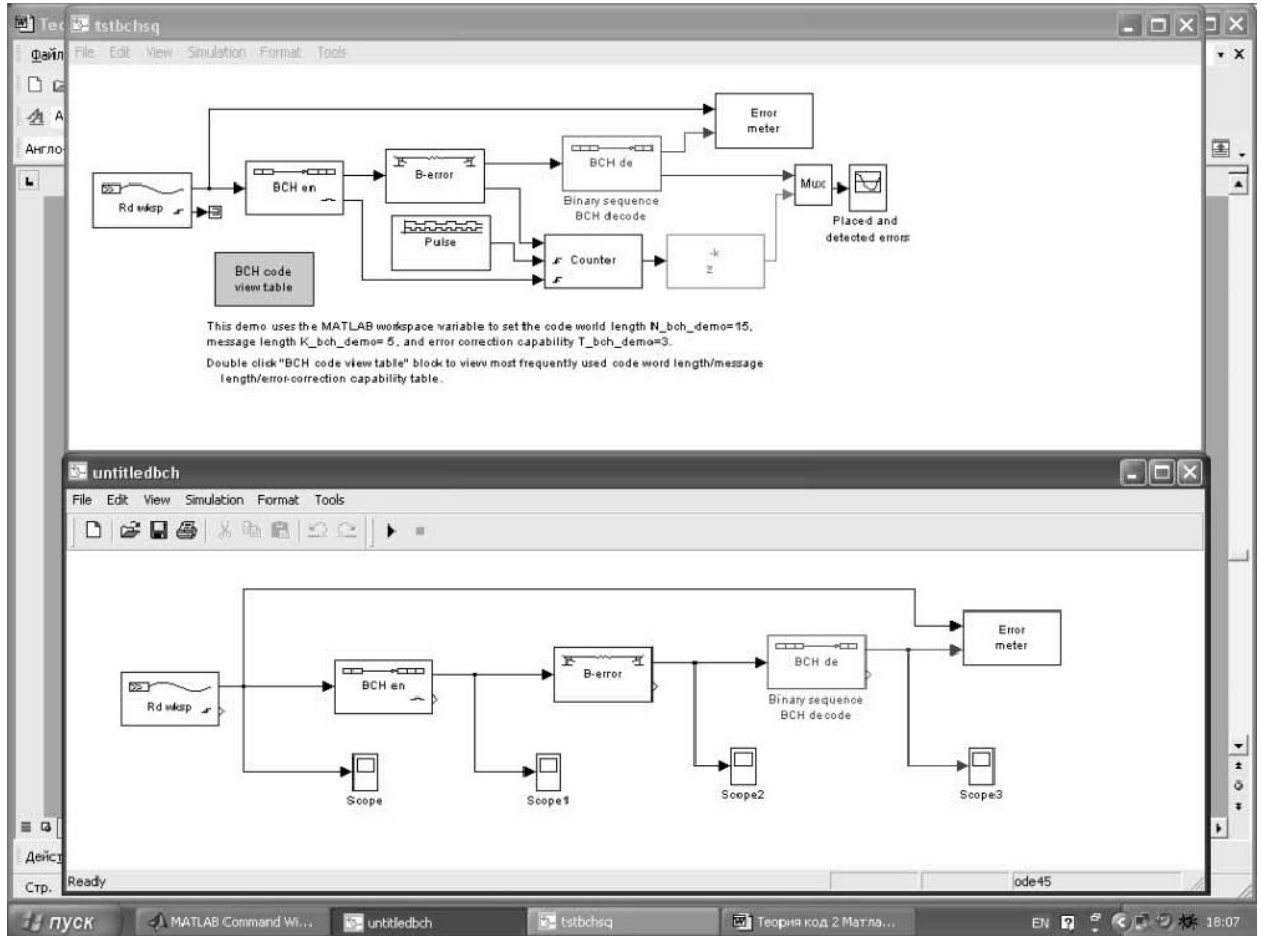 Тео tstbchsq
Файл File Edit View Simulation Format Tools
A
Англо
Error
meter
BCH de
B-error
BCH en
Rd wksp
Mux
Binary sequence
BCH decode
Placed and
detected errors
Pulse
Counter
-k
z
BCH code
view table
This demo uses the MATLAB workspace variable to set the code world length N_bch_demo=15,
message length K_bch_demo= 5, and error correction capability T_bch_demo=3.
Double click "BCH code view table" block to view most frequently used code word length/message
length/error-correction capability table.
untitledbch
File Edit View Simulation Format Tools
Error
meter
BCH de
B-error
BCH en
Rd wksp
Binary sequence
BCH decode
Scope
Scope1
Scope2
Scope3
Дейст
Стр.
Ready ode45
пуск MATLAB Command Wi... untitledbch tstbchsq Теория код 2 Матла... EN 18:07